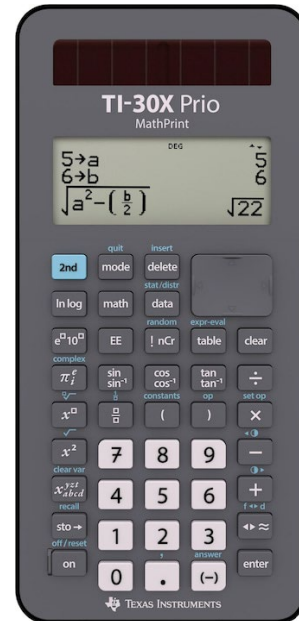 TI-30X Prio
MathPrint
DEG
5→a 5
6→b 6
√a²−(b/2) √22
quit insert
2nd mode delete
stat/distr
ln log math data
random expr-eval
e□10□ EE ! nCr table clear
complex
π e i sin sin⁻¹ cos cos⁻¹ tan tan⁻¹ ÷
□√‾ constants op set op
x□ □/□ ( ) ×
√‾
x² 7 8 9 −
clear var
x yzt abcd 4 5 6 +
recall f◂▸d
sto→ 1 2 3 ◂▸≈
off/reset , answer
on 0 . (−) enter
TEXAS INSTRUMENTS